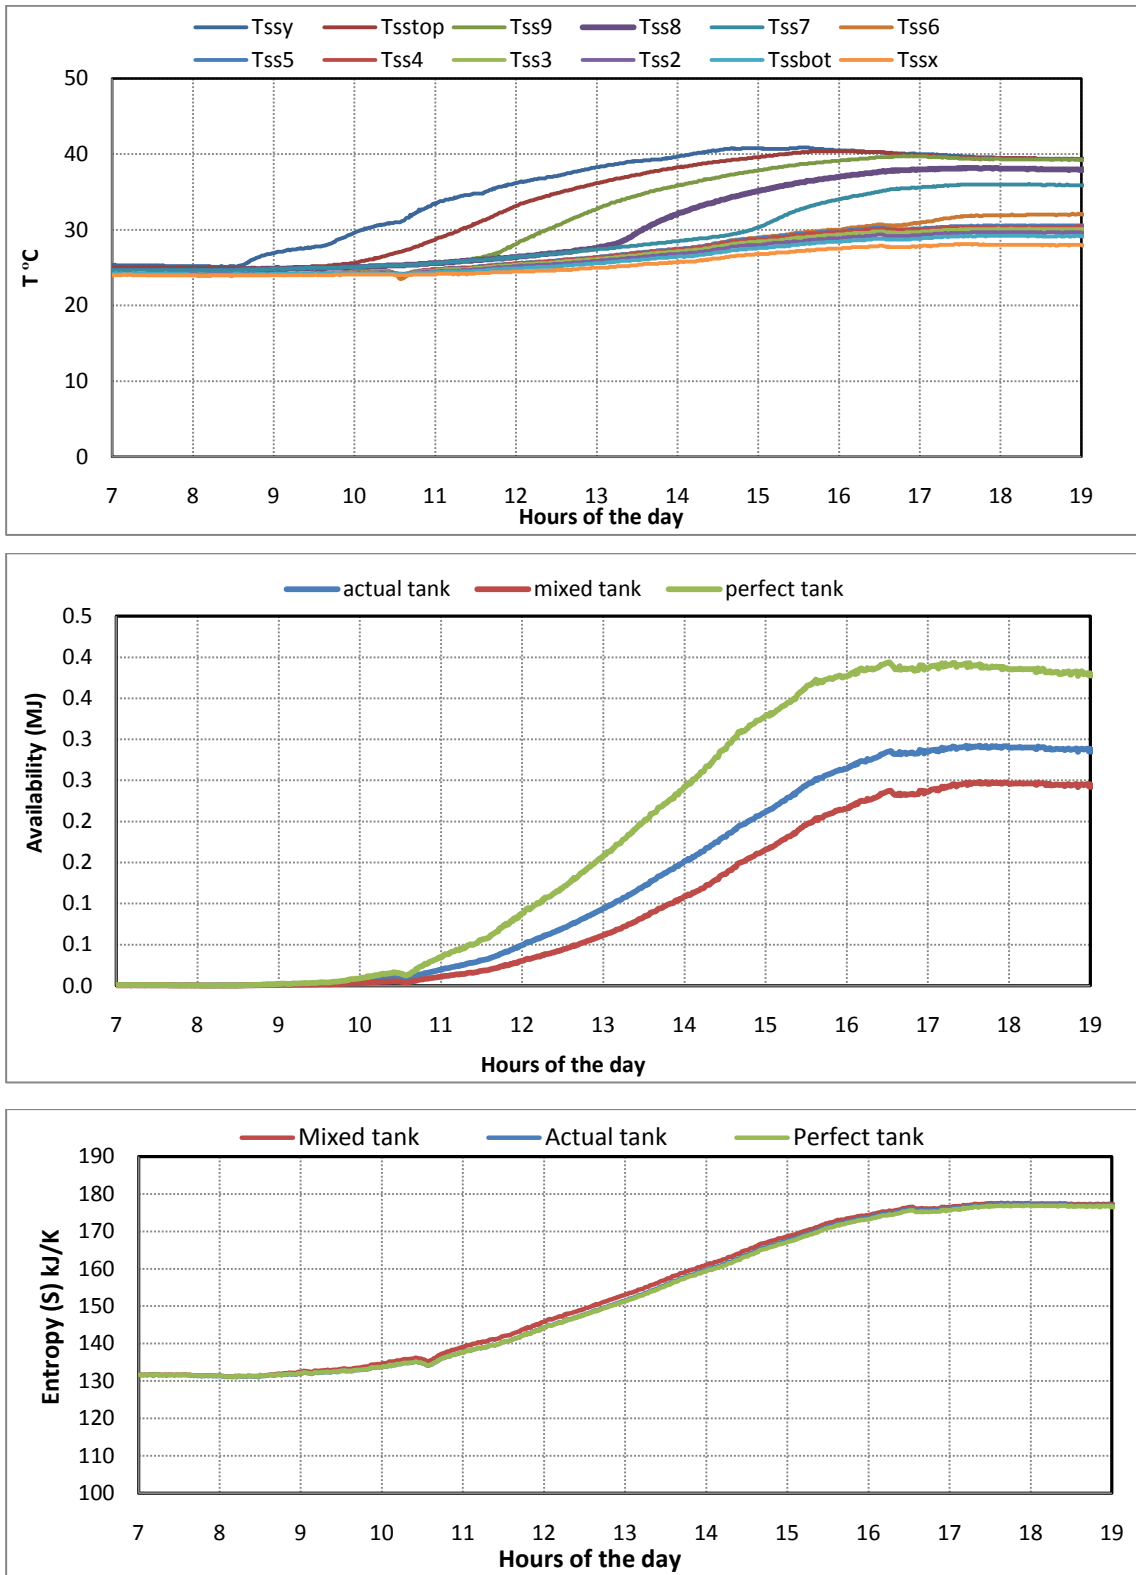 Tssy Tsstop Tss9 Tss8 Tss7 Tss6
Tss5 Tss4 Tss3 Tss2 Tssbot Tssx
50
40
30
20
10
0
T ºC
7 8 9 10 11 12 13 14 15 16 17 18 19
Hours of the day
actual tank mixed tank perfect tank
0.5
0.4
0.4
0.3
0.3
0.2
0.2
0.1
0.1
0.0
Availability (MJ)
7 8 9 10 11 12 13 14 15 16 17 18 19
Hours of the day
Mixed tank Actual tank Perfect tank
190
180
170
160
150
140
130
120
110
100
Entropy (S) kJ/K
7 8 9 10 11 12 13 14 15 16 17 18 19
Hours of the day